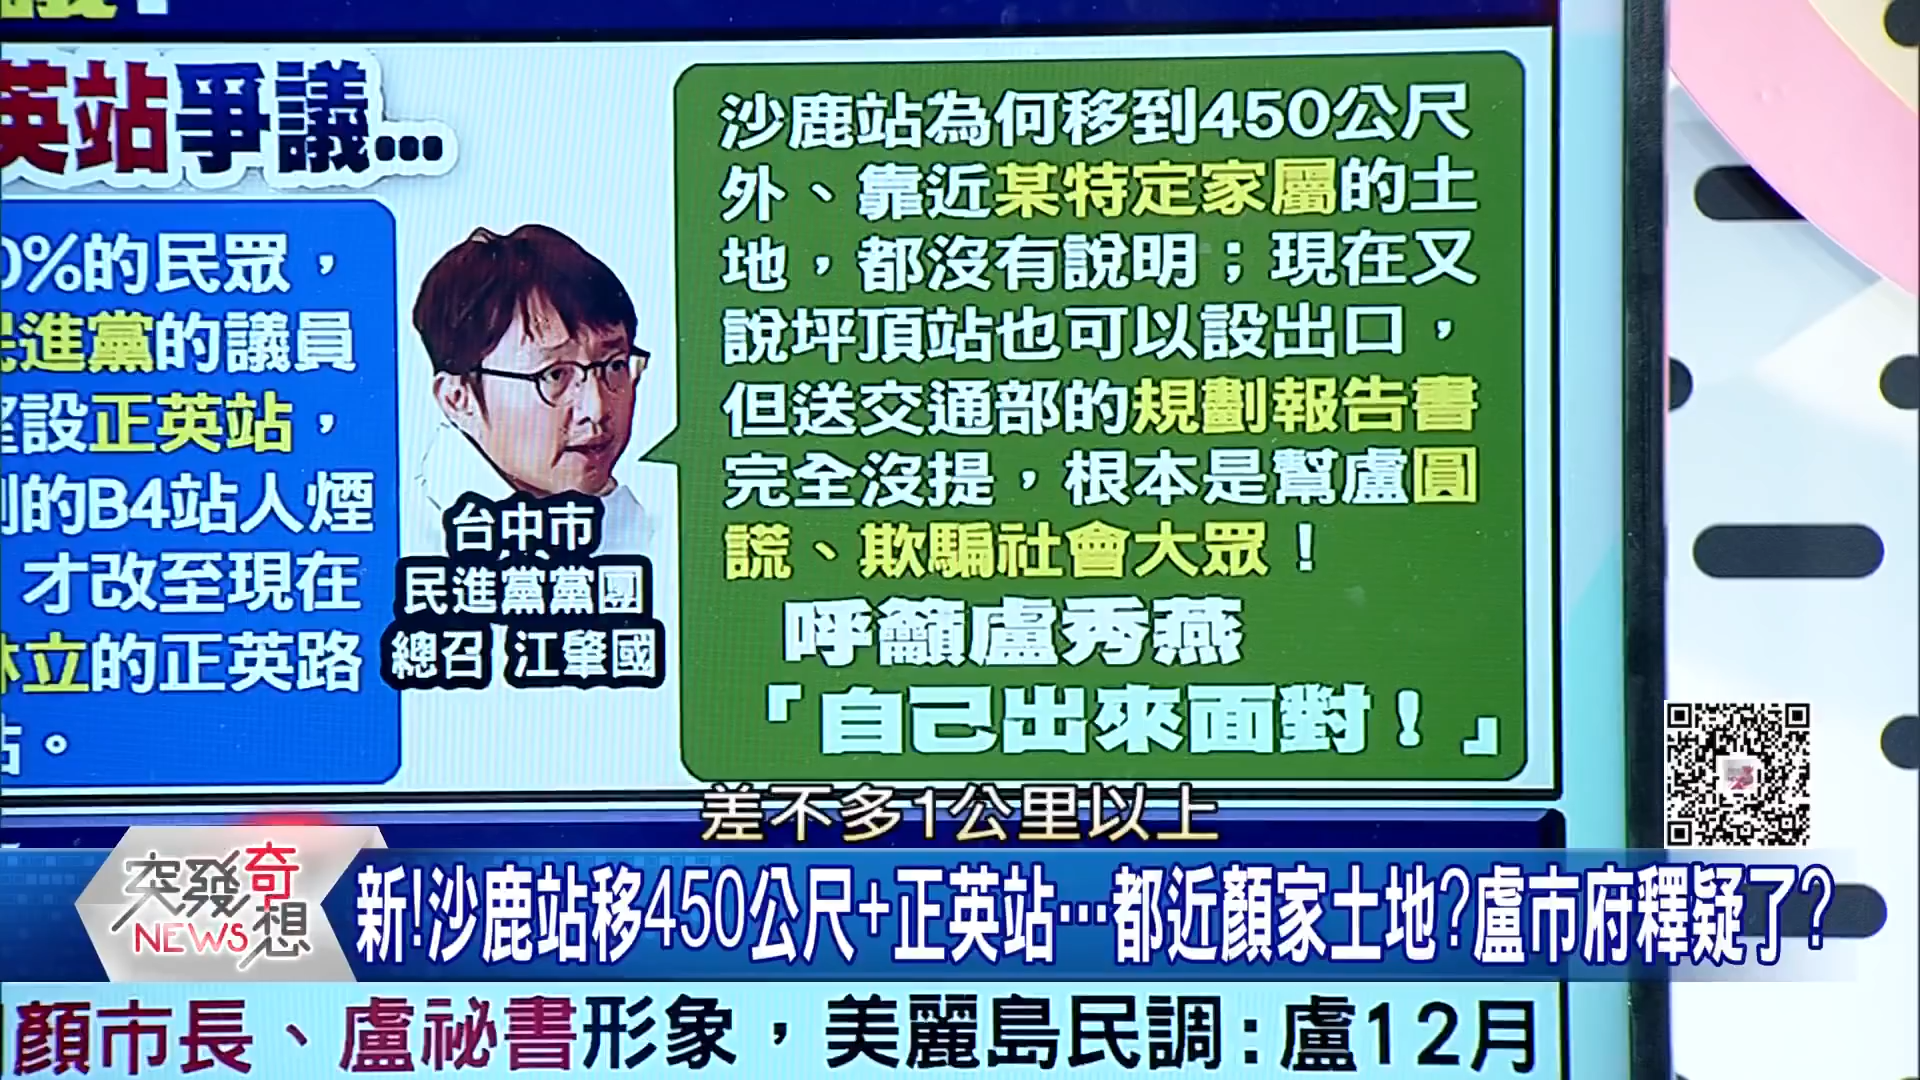 英站爭議...
0%的民眾，
民進黨的議員
設正英站，
的B4站人煙
才改至現在
林立的正英路
站。
台中市
民進黨黨團
總召 江肇國
沙鹿站為何移到450公尺
外、靠近某特定家屬的土
地，都沒有說明；現在又
說坪頂站也可以設出口，
但送交通部的規劃報告書
完全沒提，根本是幫盧圓
謊、欺騙社會大眾！
呼籲盧秀燕
「自己出來面對！」
差不多1公里以上
突發奇想
NEWS
新!沙鹿站移450公尺+正英站…都近顏家土地?盧市府釋疑了?
顏市長、盧祕書形象，美麗島民調:盧12月